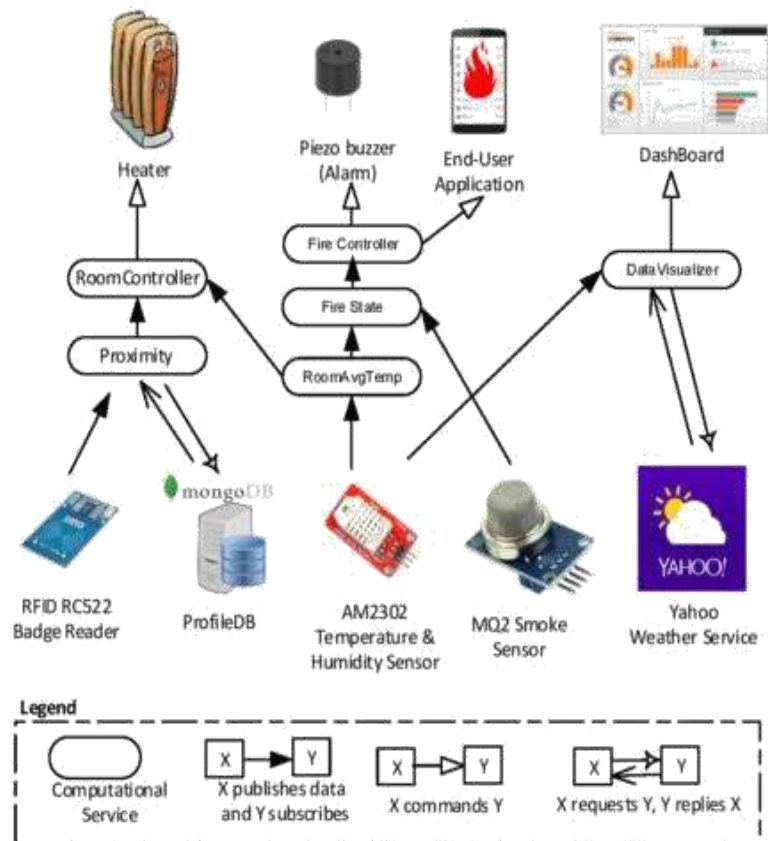 Heater
Piezo buzzer
(Alarm)
End-User
Application
DashBoard
Fire Controller
RoomController
DataVisualizer
Fire State
Proximity
RoomAvgTemp
mongoDB
YAHOO!
RFID RC522
Badge Reader
ProfileDB
AM2302
Temperature &
Humidity Sensor
MQ2 Smoke
Sensor
Yahoo
Weather Service
Legend
Computational
Service
X
Y
X publishes data
and Y subscribes
X
Y
X commands Y
X
Y
X requests Y, Y replies X